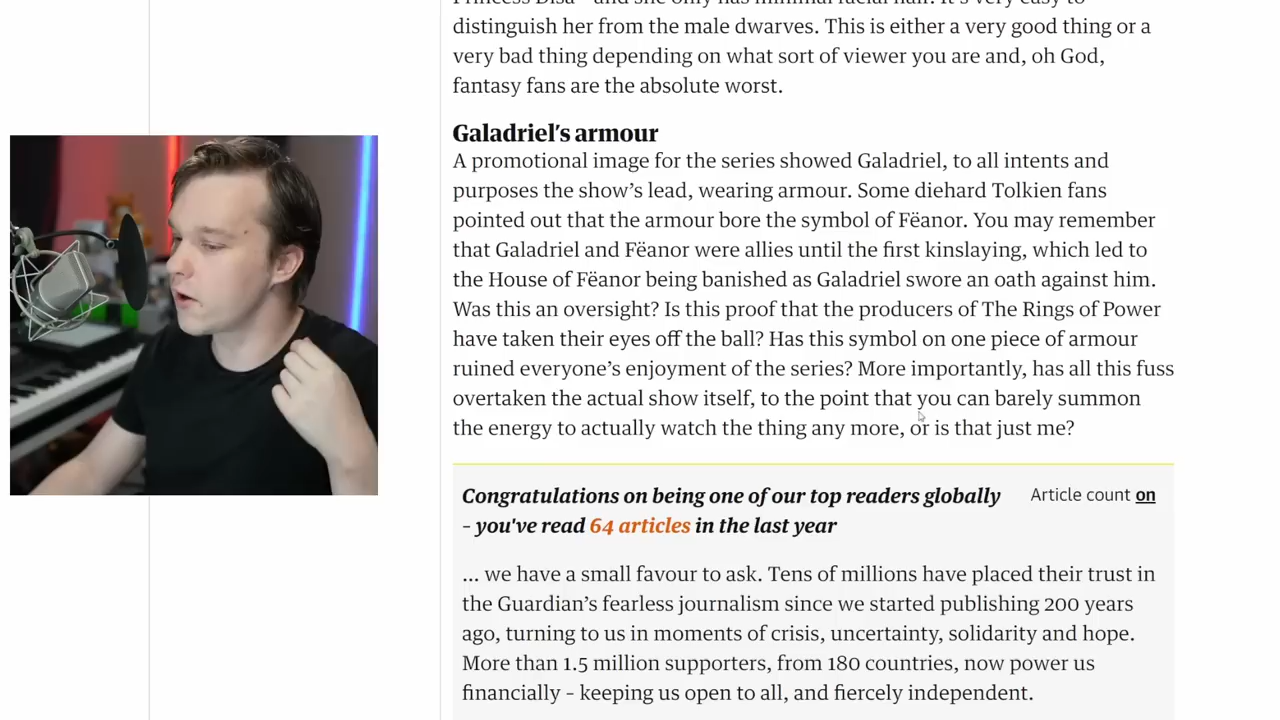 distinguish her from the male dwarves. This is either a very good thing or a
very bad thing depending on what sort of viewer you are and, oh God,
fantasy fans are the absolute worst.
Galadriel's armour
A promotional image for the series showed Galadriel, to all intents and
purposes the show's lead, wearing armour. Some diehard Tolkien fans
pointed out that the armour bore the symbol of Fëanor. You may remember
that Galadriel and Fëanor were allies until the first kinslaying, which led to
the House of Fëanor being banished as Galadriel swore an oath against him.
Was this an oversight? Is this proof that the producers of The Rings of Power
have taken their eyes off the ball? Has this symbol on one piece of armour
ruined everyone's enjoyment of the series? More importantly, has all this fuss
overtaken the actual show itself, to the point that you can barely summon
the energy to actually watch the thing any more, or is that just me?
Congratulations on being one of our top readers globally
– you've read 64 articles in the last year
Article count on
... we have a small favour to ask. Tens of millions have placed their trust in
the Guardian's fearless journalism since we started publishing 200 years
ago, turning to us in moments of crisis, uncertainty, solidarity and hope.
More than 1.5 million supporters, from 180 countries, now power us
financially – keeping us open to all, and fiercely independent.